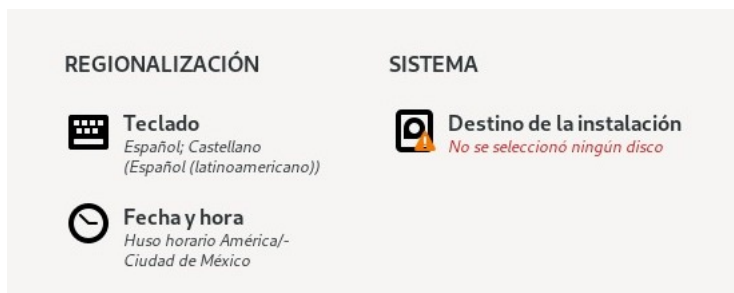 REGIONALIZACIÓN
Teclado
Español; Castellano
(Español (latinoamericano))
Fecha y hora
Huso horario América/-
Ciudad de México
SISTEMA
Destino de la instalación
No se seleccionó ningún disco